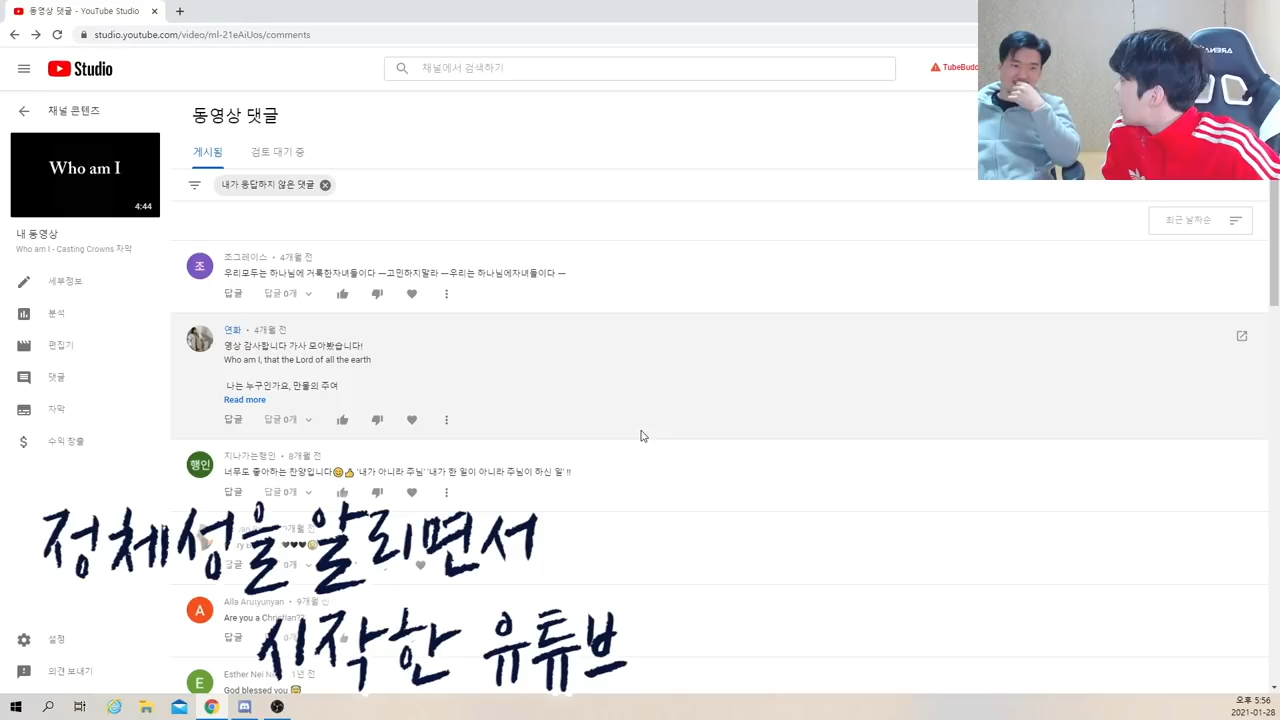 동영상 댓글 - YouTube Studio
studio.youtube.com/video/ml-21eAiUos/comments
Studio
채널에서 검색하기
TubeBudd
채널 콘텐츠
동영상 댓글
게시됨
검토 대기 중
Who am I
4:44
내가 응답하지 않은 댓글
최근 날짜순
내 동영상
Who am I - Casting Crowns 자막
세부정보
분석
편집기
댓글
자막
수익 창출
설정
의견 보내기
조
조그레이스 • 4개월 전
우리모두는 하나님에 거룩한자녀들이다 ㅡ고민하지말라 ㅡ우리는 하나님에자녀들이다 ㅡ
답글 답글 0개
연화 • 4개월 전
영상 감사합니다 가사 모아봤습니다!
Who am I, that the Lord of all the earth
나는 누구인가요, 만물의 주여
Read more
답글 답글 0개
행인
지나가는행인 • 8개월 전
너무도 좋아하는 찬양입니다😄👍 '내가 아니라 주님' '내가 한 일이 아니라 주님이 하신 일' !!
답글 답글 0개
정체성을 알리면서
A
Alla Arutyunyan • 9개월 전
Are you a Christian??
답글
시작한 유튜브
E
Esther Nei 1년 전
God blessed you 😇
오후 5:56
2021-01-28